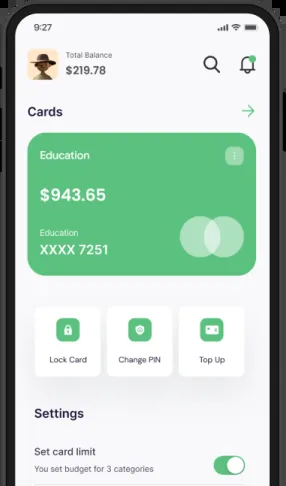 9:27
Total Balance
$219.78
Cards
Education
$943.65
Education
XXXX 7251
Lock Card
Change PIN
Top Up
Settings
Set card limit
You set budget for 3 categories